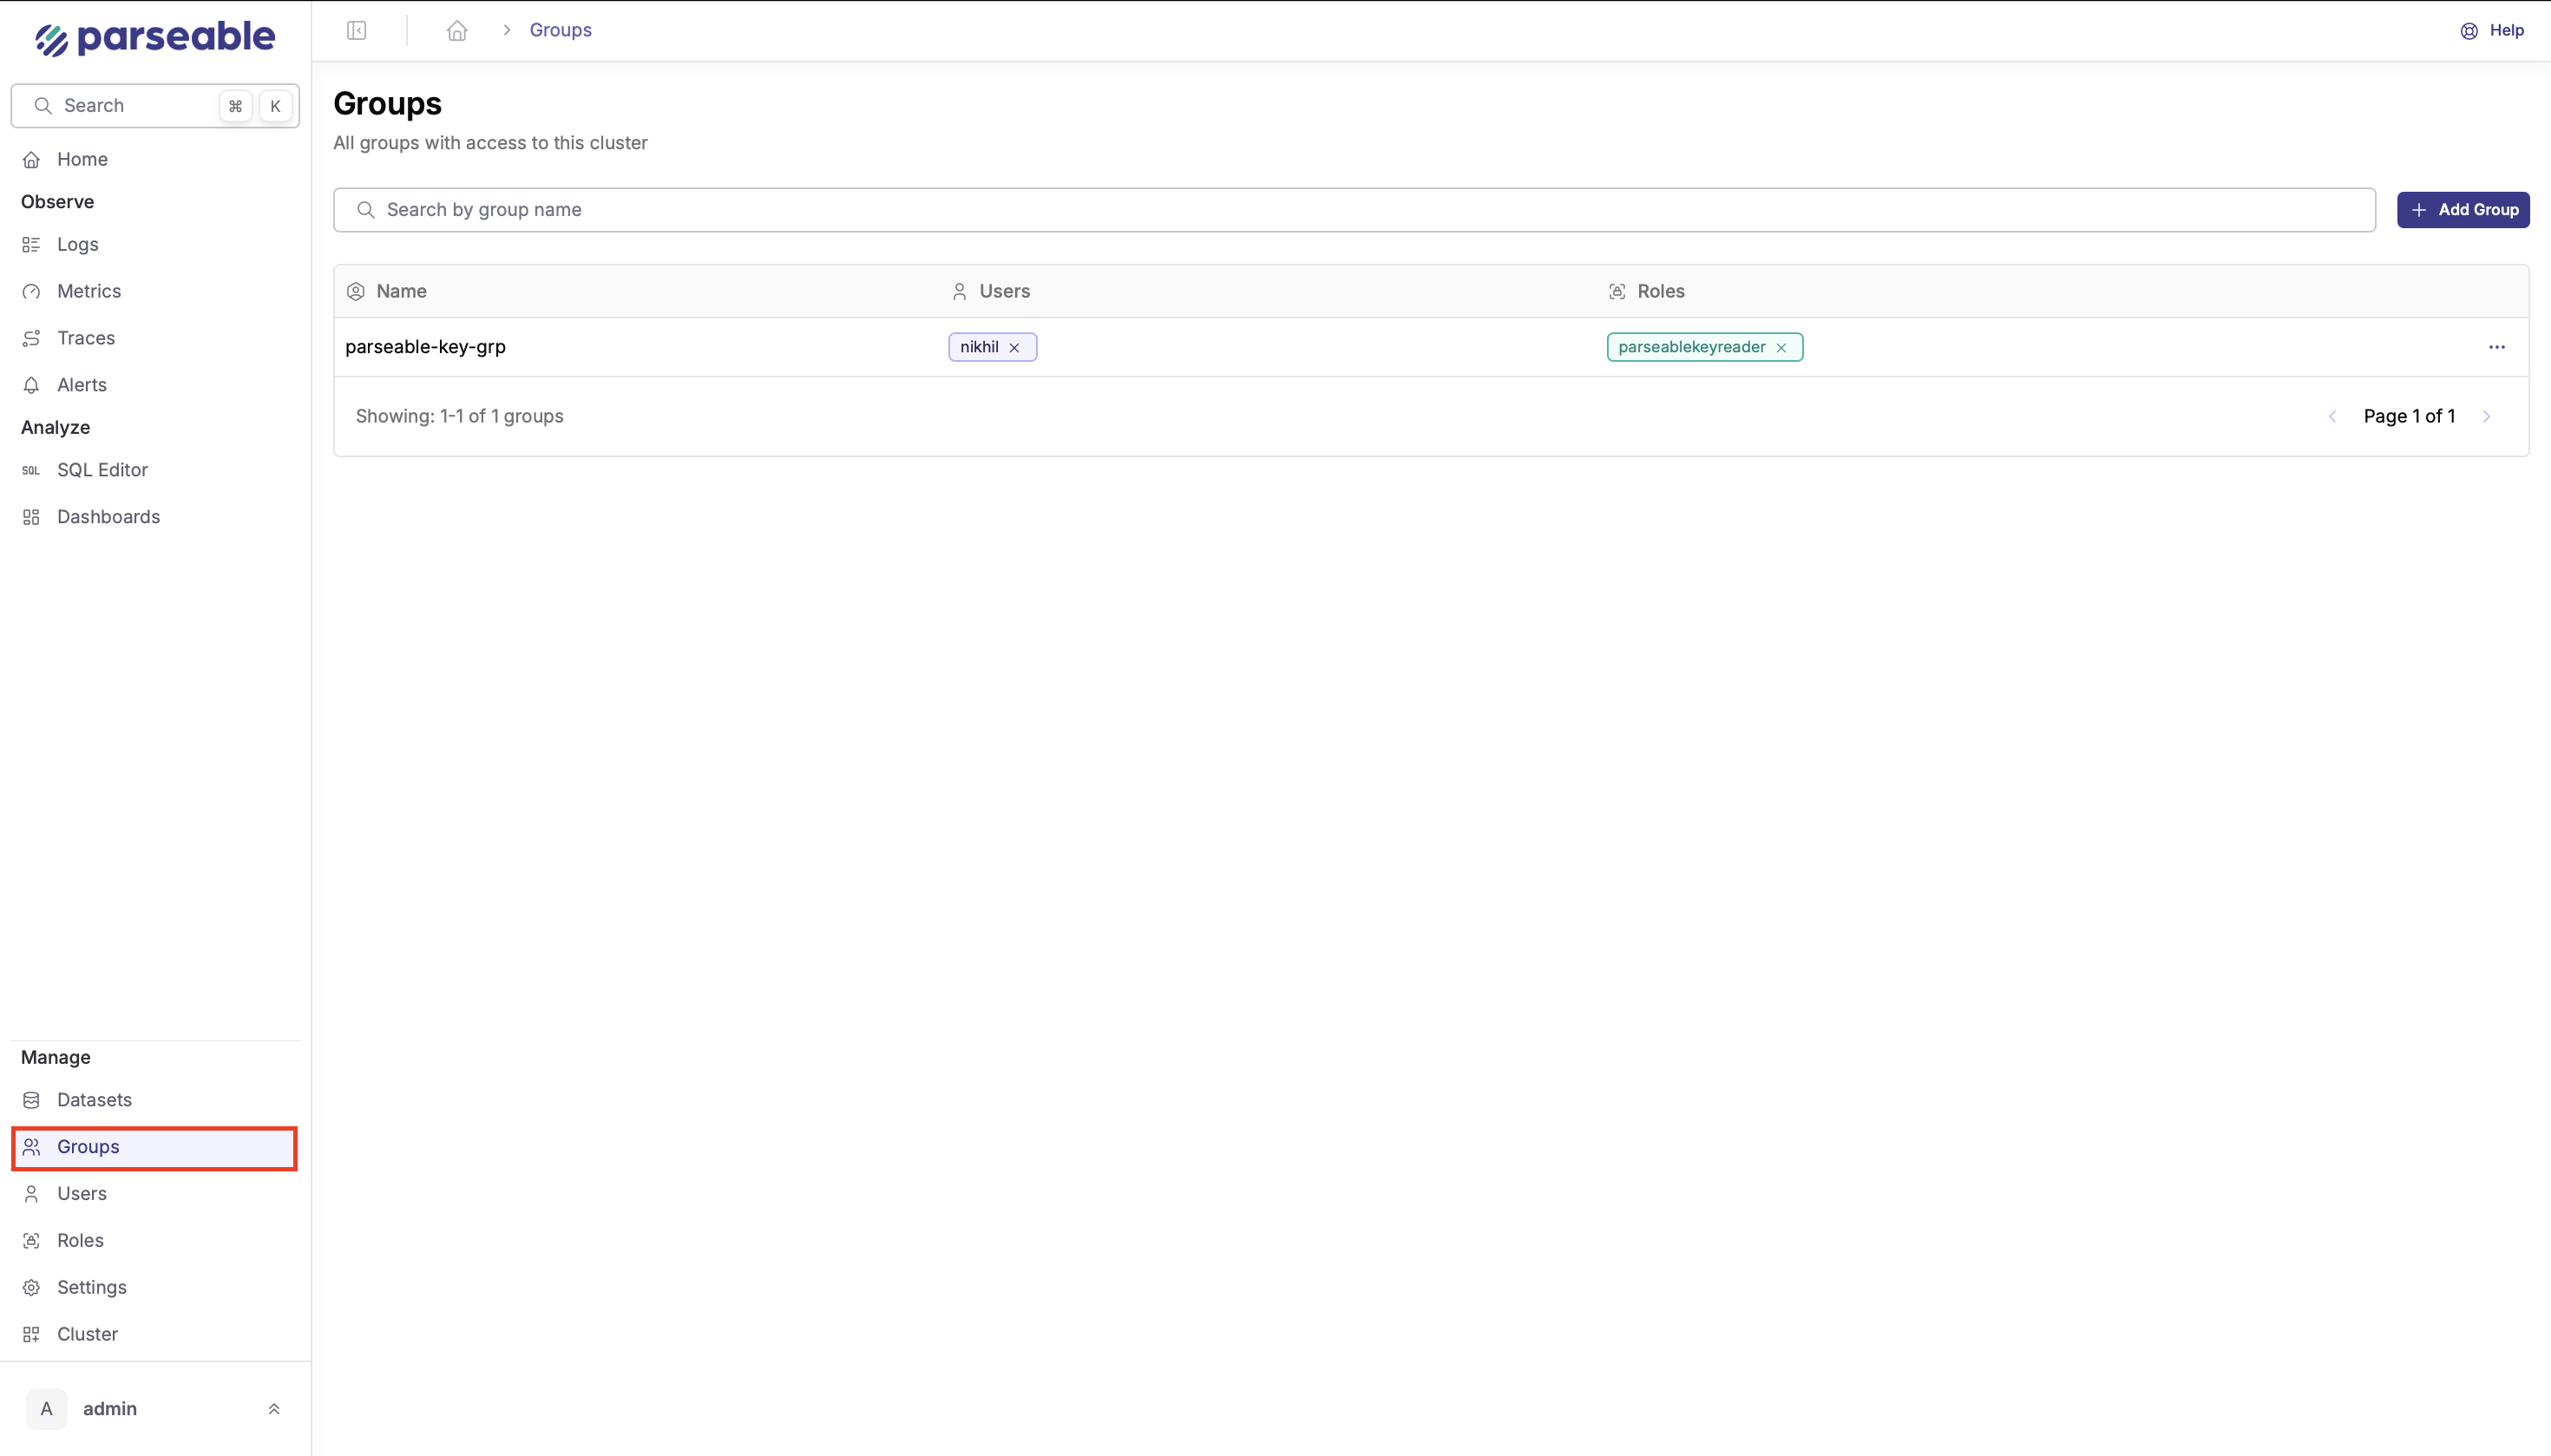 parseable
Search ⌘ K
Home
Observe
Logs
Metrics
Traces
Alerts
Analyze
SQL SQL Editor
Dashboards
Manage
Datasets
Groups
Users
Roles
Settings
Cluster
A admin
Groups
Help
Groups
All groups with access to this cluster
Search by group name
+ Add Group
Name Users Roles
parseable-key-grp nikhil × parseablekeyreader × ...
Showing: 1-1 of 1 groups
Page 1 of 1